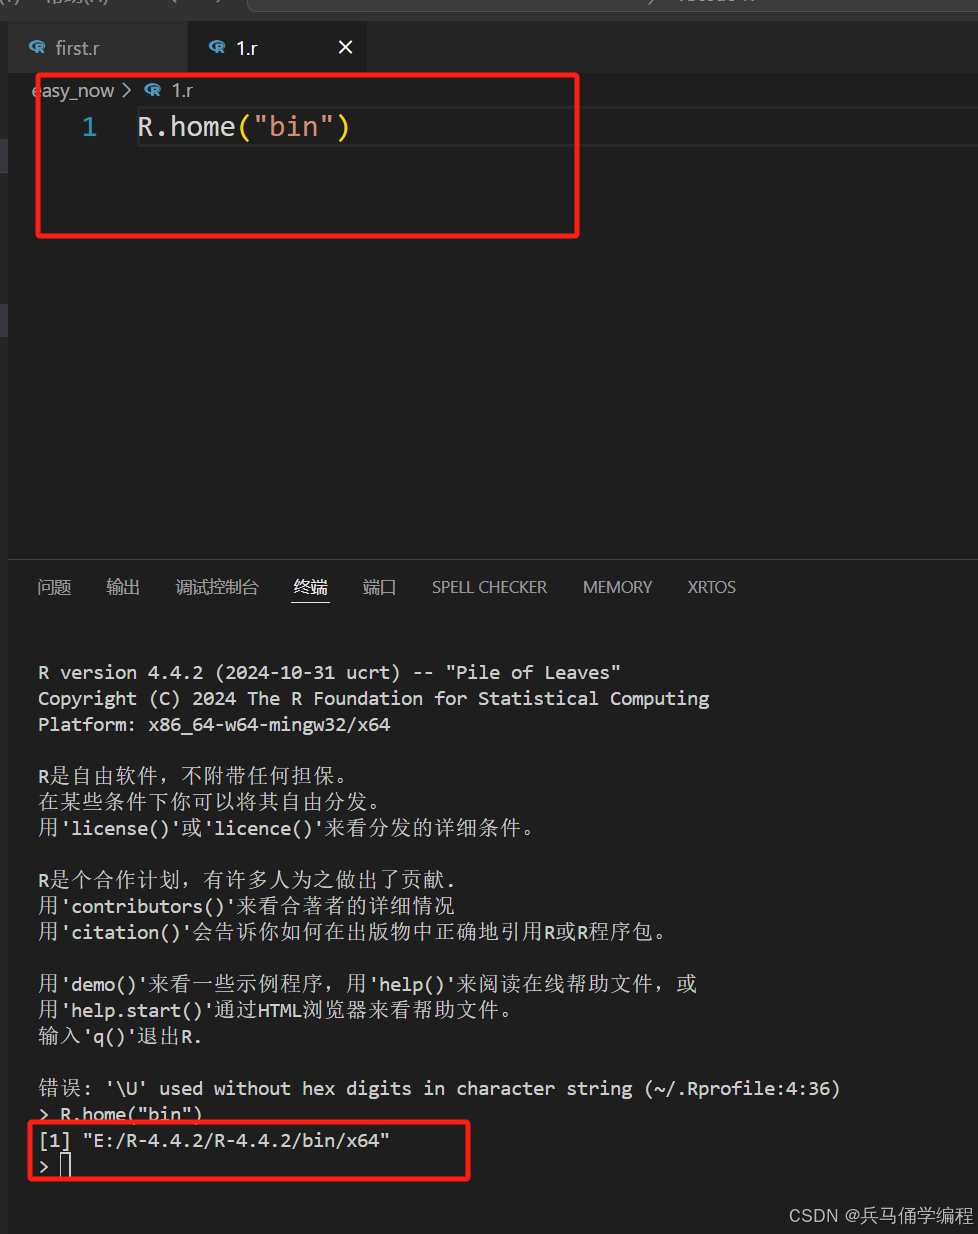 first.r
1.r
easy_now > 1.r
1 R.home("bin")
问题 输出 调试控制台 终端 端口 SPELL CHECKER MEMORY XRTOS
R version 4.4.2 (2024-10-31 ucrt) -- "Pile of Leaves"
Copyright (C) 2024 The R Foundation for Statistical Computing
Platform: x86_64-w64-mingw32/x64
R是自由软件，不附带任何担保。
在某些条件下你可以将其自由分发。
用'license()'或'licence()'来看分发的详细条件。
R是个合作计划，有许多人为之做出了贡献.
用'contributors()'来看合著者的详细情况
用'citation()'会告诉你如何在出版物中正确地引用R或R程序包。
用'demo()'来看一些示例程序，用'help()'来阅读在线帮助文件，或
用'help.start()'通过HTML浏览器来看帮助文件。
输入'q()'退出R.
错误: '\U' used without hex digits in character string (~/.Rprofile:4:36)
> R.home("bin")
[1] "E:/R-4.4.2/R-4.4.2/bin/x64"
>
CSDN @兵马俑学编程